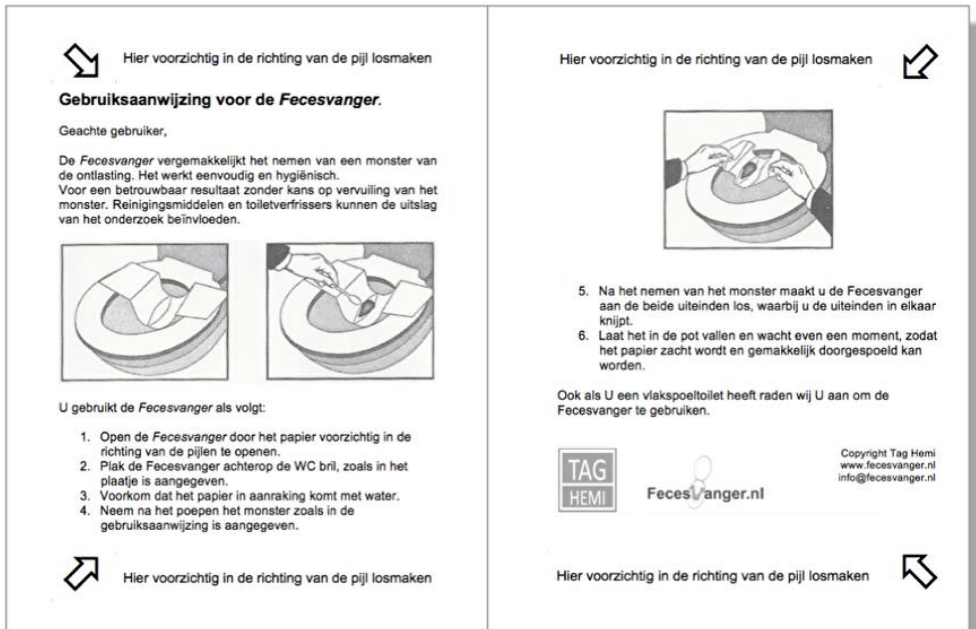 Hier voorzichtig in de richting van de pijl losmaken
Gebruiksaanwijzing voor de Fecesvanger.
Geachte gebruiker,
De Fecesvanger vergemakkelijkt het nemen van een monster van
de ontlasting. Het werkt eenvoudig en hygiënisch.
Voor een betrouwbaar resultaat zonder kans op vervuiling van het
monster. Reinigingsmiddelen en toiletverfrissers kunnen de uitslag
van het onderzoek beïnvloeden.
U gebruikt de Fecesvanger als volgt:
1. Open de Fecesvanger door het papier voorzichtig in de
richting van de pijlen te openen.
2. Plak de Fecesvanger achterop de WC bril, zoals in het
plaatje is aangegeven.
3. Voorkom dat het papier in aanraking komt met water.
4. Neem na het poepen het monster zoals in de
gebruiksaanwijzing is aangegeven.
Hier voorzichtig in de richting van de pijl losmaken
Hier voorzichtig in de richting van de pijl losmaken
5. Na het nemen van het monster maakt u de Fecesvanger
aan de beide uiteinden los, waarbij u de uiteinden in elkaar
knijpt.
6. Laat het in de pot vallen en wacht even een moment, zodat
het papier zacht wordt en gemakkelijk doorgespoeld kan
worden.
Ook als U een vlakspoeltoilet heeft raden wij U aan om de
Fecesvanger te gebruiken.
TAG
HEMI
FecesVanger.nl
Copyright Tag Hemi
www.fecesvanger.nl
info@fecesvanger.nl
Hier voorzichtig in de richting van de pijl losmaken